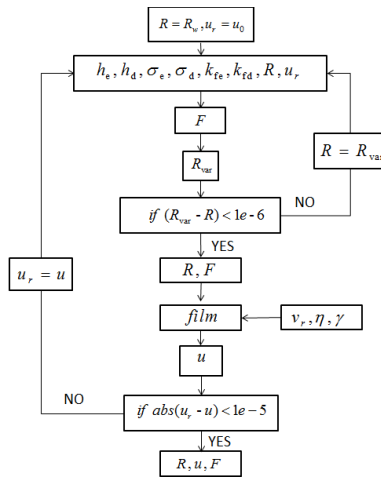 R = R_w, u_r = u_0
h_e, h_d, σ_e, σ_d, k_fe, k_fd, R, u_r
F
R_var
R = R_var
if (R_var - R) < 1e - 6
NO
YES
R, F
u_r = u
film
v_r, η, γ
u
NO
if abs(u_r - u) < 1e - 5
YES
R, u, F